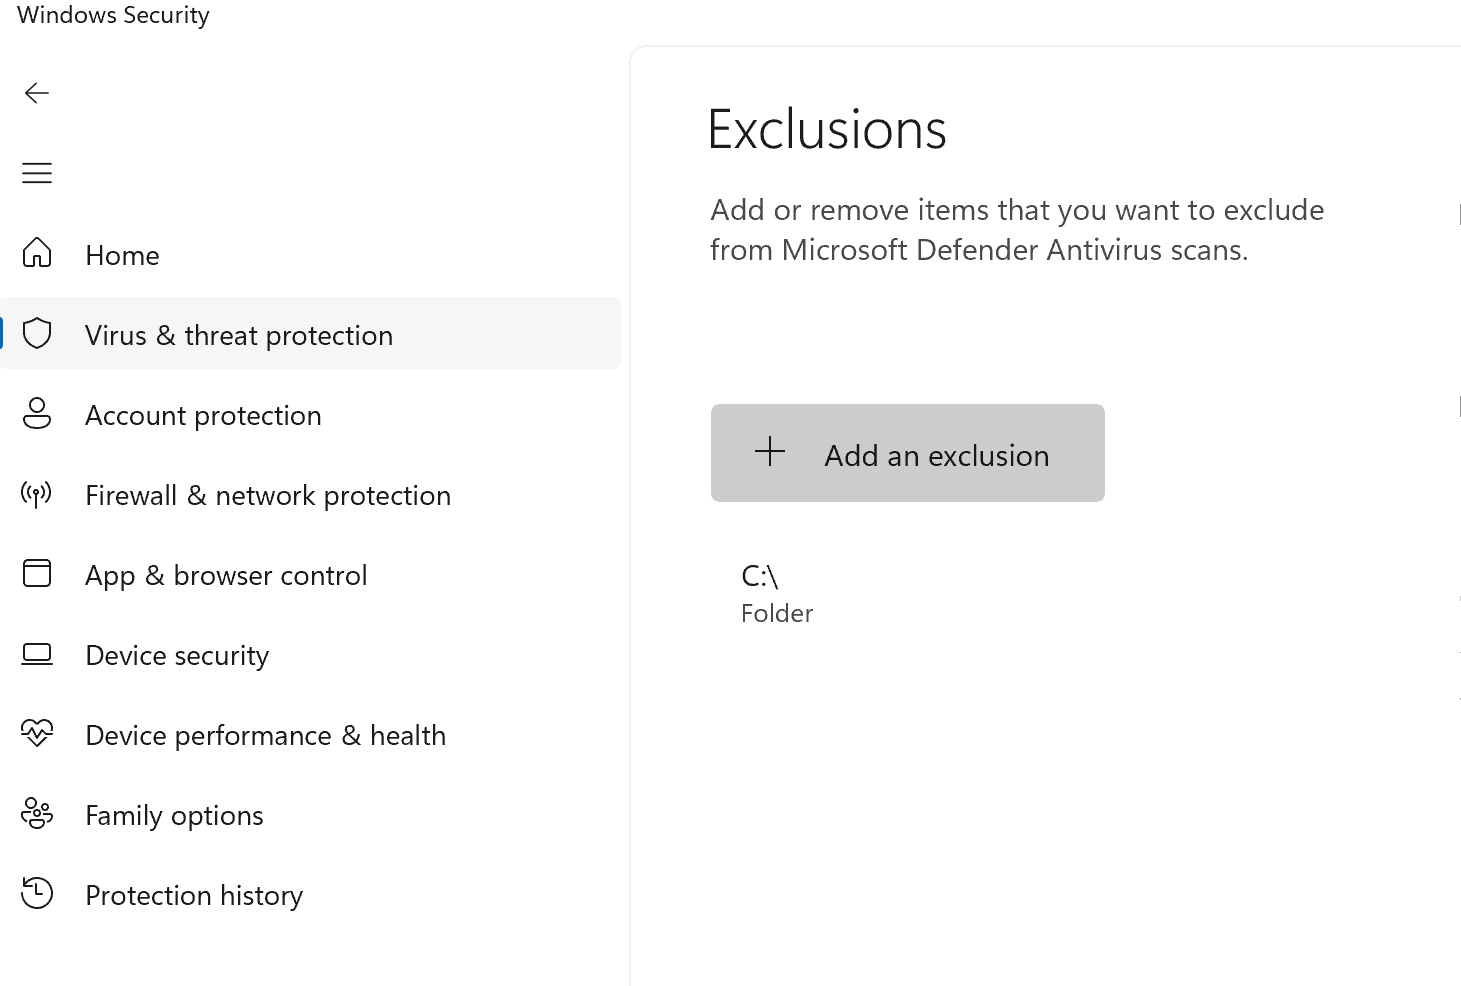 Windows Security
Home
Virus & threat protection
Account protection
Firewall & network protection
App & browser control
Device security
Device performance & health
Family options
Protection history
Exclusions
Add or remove items that you want to exclude
from Microsoft Defender Antivirus scans.
Add an exclusion
C:\
Folder